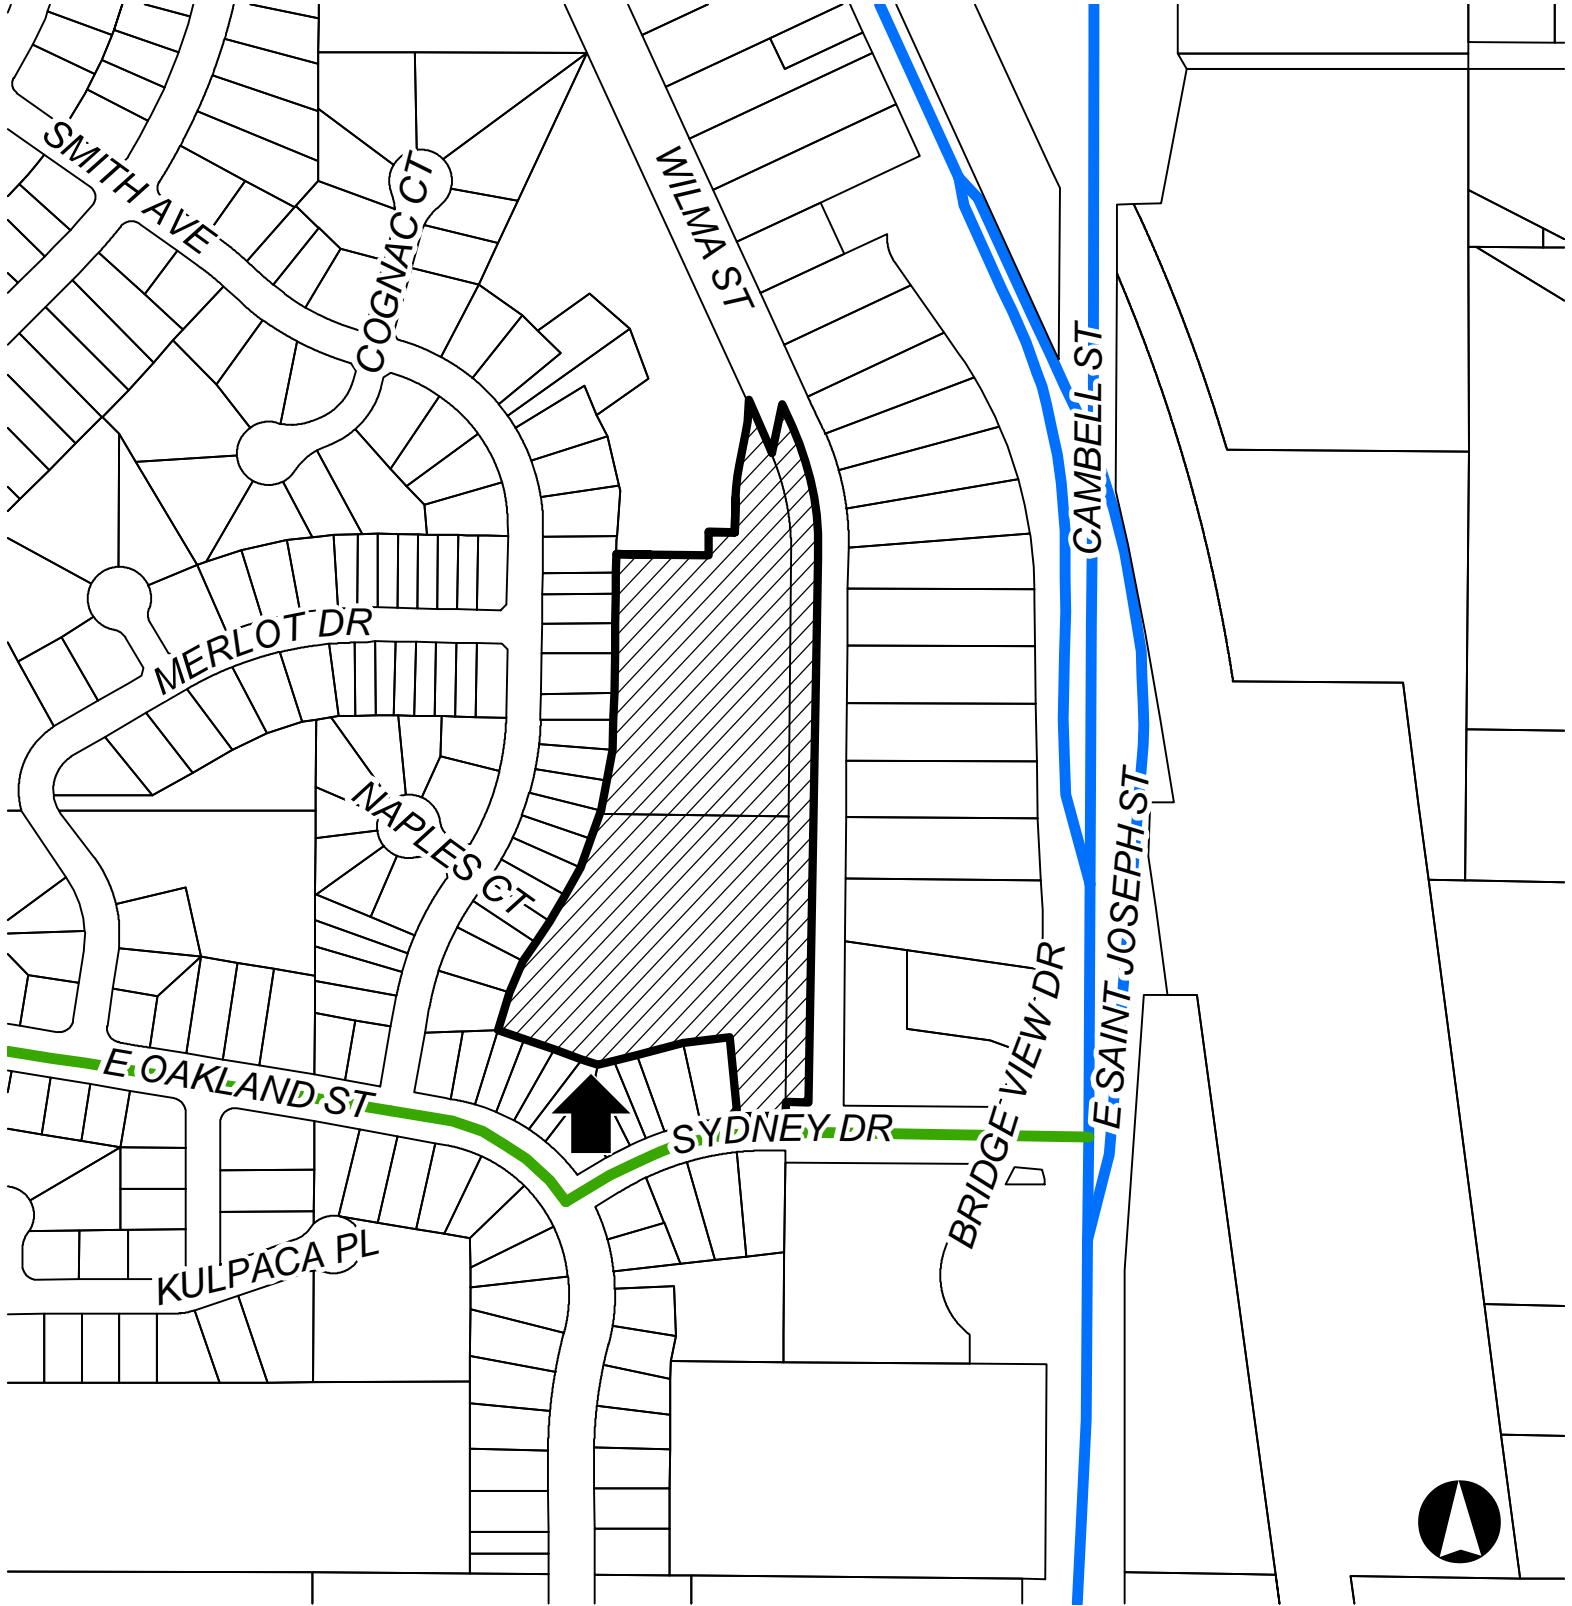 SMITH AVE
COGNAC CT
WILMA ST
CAMBELL ST
MERLOT DR
NAPLES CT
E SAINT JOSEPH ST
BRIDGE VIEW DR
E OAKLAND ST
SYDNEY DR
KULPACA PL